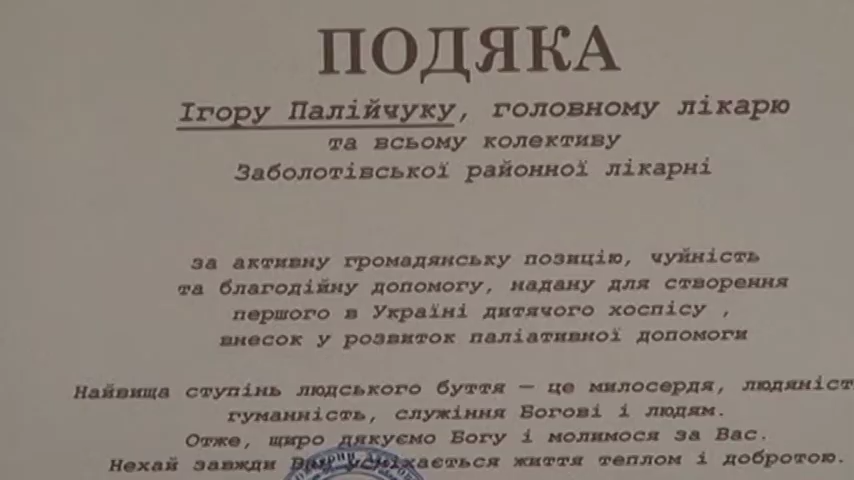 ПОДЯКА
Ігору Палійчуку, головному лікарю
та всьому колективу
Заболотівської районної лікарні
за активну громадянську позицію, чуйність
та благодійну допомогу, надану для створення
першого в Україні дитячого хоспісу ,
внесок у розвиток паліативної допомоги
Найвища ступінь людського буття — це милосердя, людяніст
гуманність, служіння Богові і людям.
Отже, щиро дякуємо Богу і молимося за Вас.
Нехай завжди Вам усміхається життя теплом і добротою.